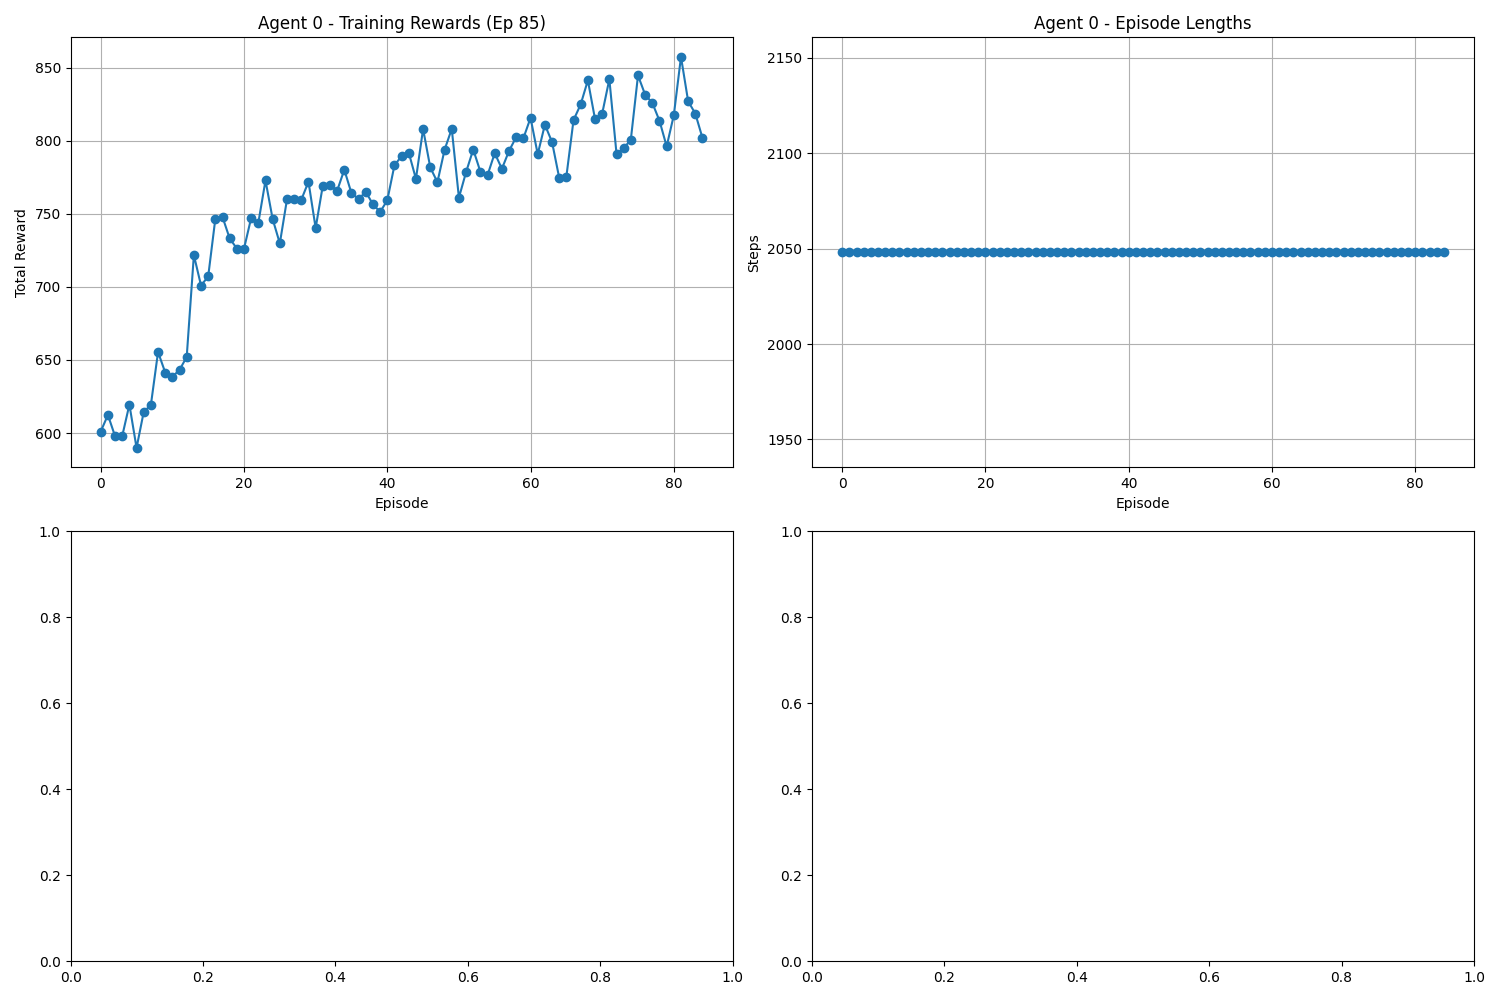 Agent 0 - Training Rewards (Ep 85)
850
800
750
700
650
600
Total Reward
0 20 40 60 80
Episode
Agent 0 - Episode Lengths
2150
2100
2050
2000
1950
Steps
0 20 40 60 80
Episode
1.0
0.8
0.6
0.4
0.2
0.0
0.0 0.2 0.4 0.6 0.8 1.0
1.0
0.8
0.6
0.4
0.2
0.0
0.0 0.2 0.4 0.6 0.8 1.0